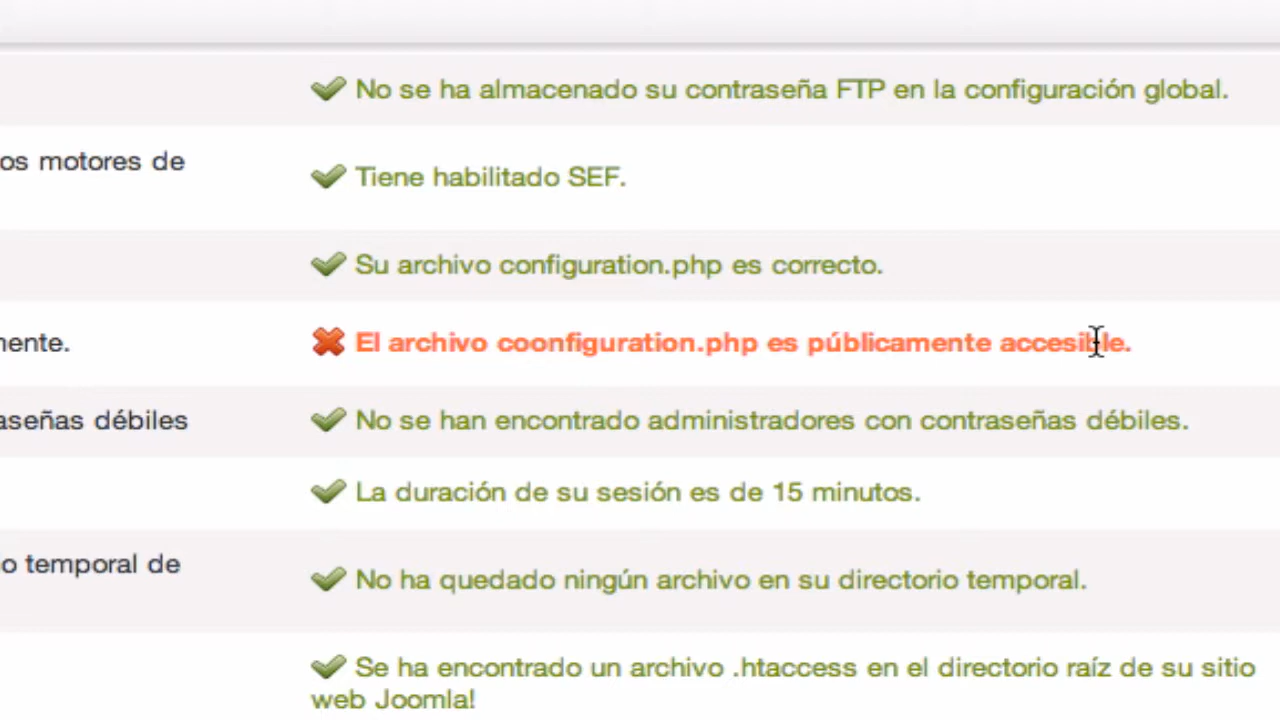 No se ha almacenado su contraseña FTP en la configuración global.
os motores de
Tiene habilitado SEF.
Su archivo configuration.php es correcto.
mente.
El archivo coonfiguration.php es públicamente accesible.
aseñas débiles
No se han encontrado administradores con contraseñas débiles.
La duración de su sesión es de 15 minutos.
o temporal de
No ha quedado ningún archivo en su directorio temporal.
Se ha encontrado un archivo .htaccess en el directorio raíz de su sitio
web Joomla!